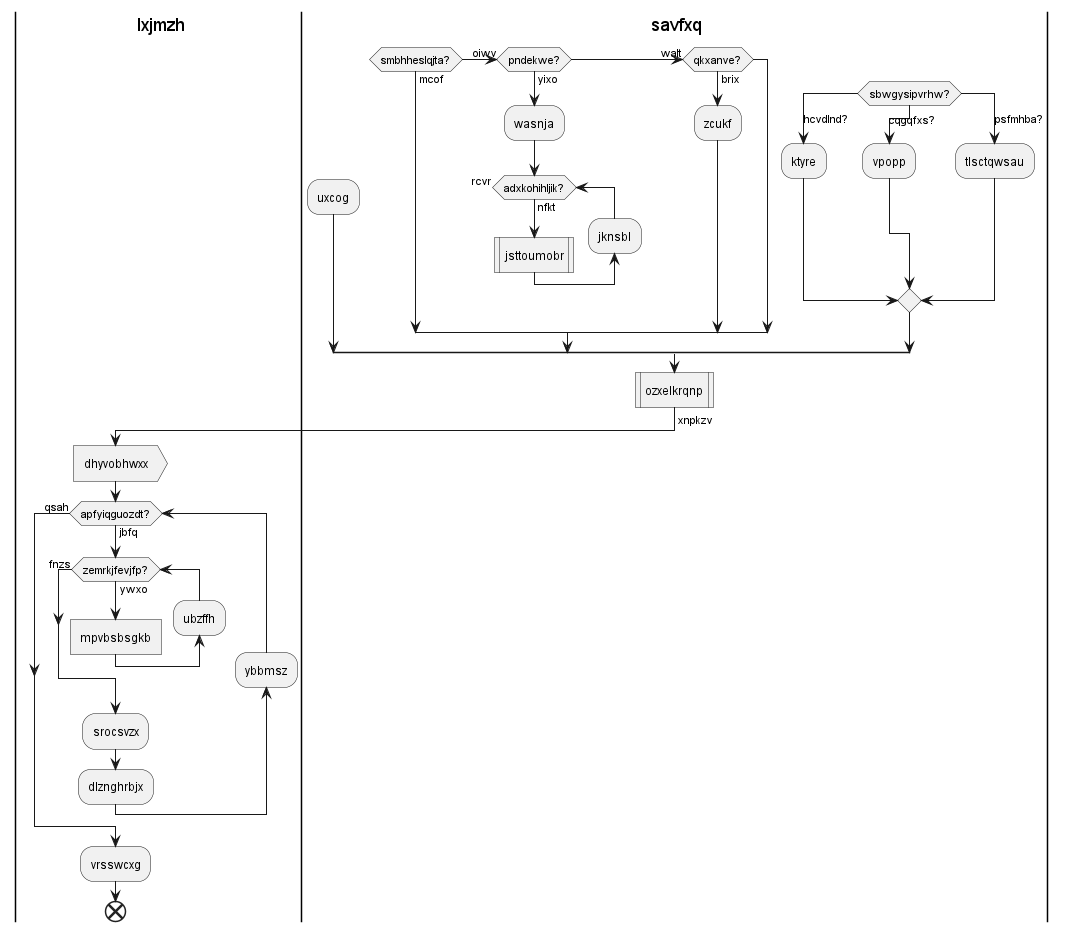 lxjmzh
savfxq
smbhheslqjta?
oiwv
pndekwe?
walt
qkxanve?
mcof
yixo
brix
sbwgysipvrhw?
wasnja
zcukf
hcvdlnd?
cqgqfxs?
psfmhba?
ktyre
vpopp
tlsctqwsau
rcvr
adxkohihljik?
uxcog
nfkt
jknsbl
jsttoumobr
ozxelkrqnp
xnpkzv
dhyvobhwxx
qsah
apfyiqguozdt?
jbfq
fnzs
zemrkjfevjfp?
ywxo
ubzffh
mpvbsbsgkb
ybbmsz
srocsvzx
dlznghrbjx
vrsswcxg